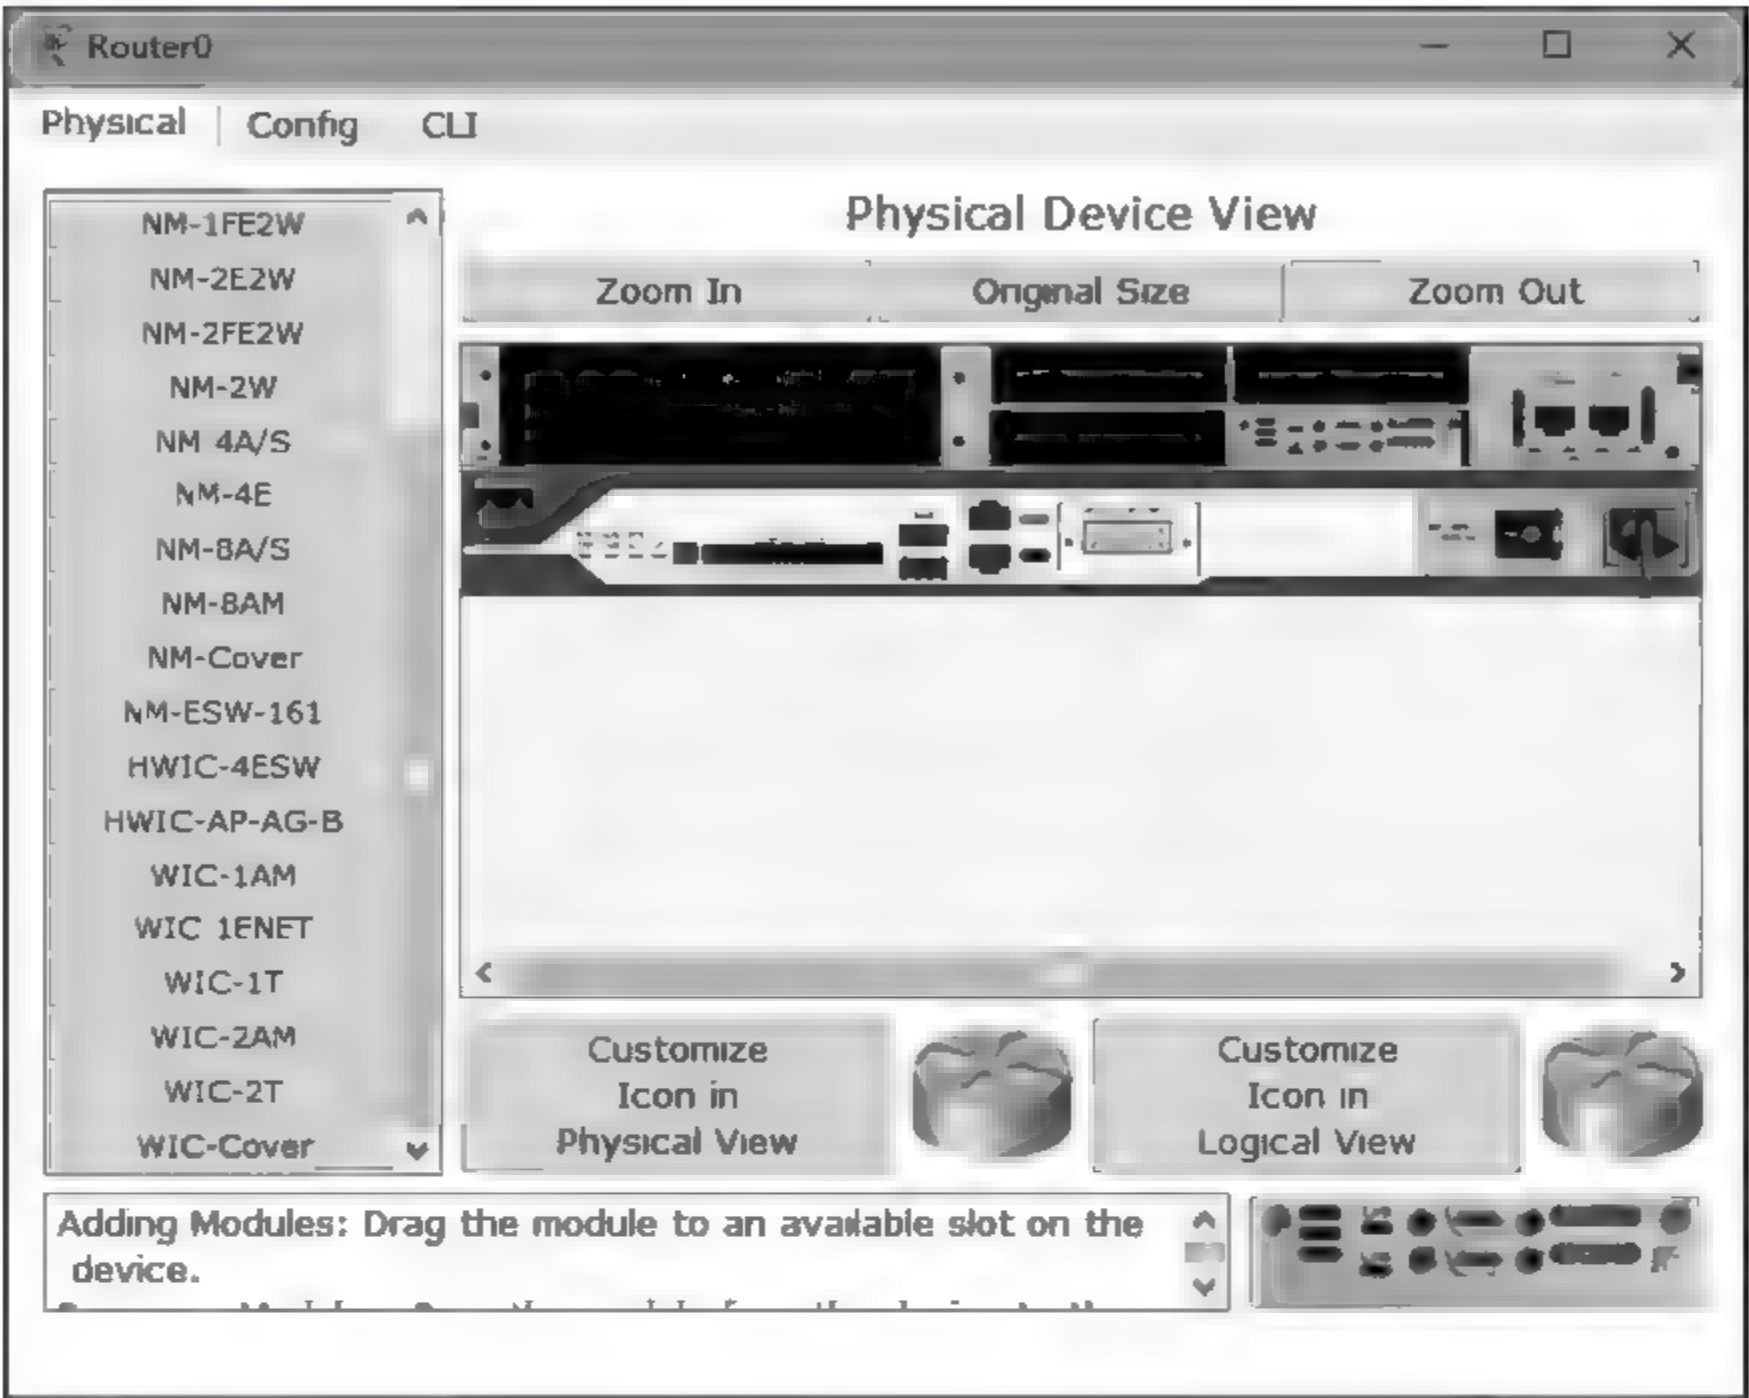 Router0
Physical
Config
CLI
NM-1FE2W
NM-2E2W
NM-2FE2W
NM-2W
NM 4A/S
NM-4E
NM-8A/S
NM-8AM
NM-Cover
NM-ESW-161
HWIC-4ESW
HWIC-AP-AG-B
WIC-1AM
WIC 1ENET
WIC-1T
WIC-2AM
WIC-2T
WIC-Cover
Physical Device View
Zoom In
Original Size
Zoom Out
Customize
Icon in
Physical View
Customize
Icon in
Logical View
Adding Modules: Drag the module to an available slot on the
device.